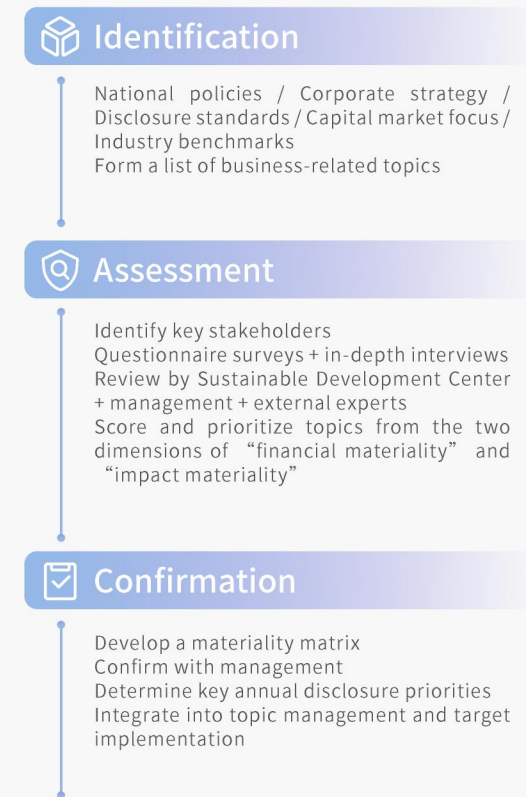 Identification
National policies / Corporate strategy /
Disclosure standards / Capital market focus /
Industry benchmarks
Form a list of business-related topics
Assessment
Identify key stakeholders
Questionnaire surveys + in-depth interviews
Review by Sustainable Development Center
+ management + external experts
Score and prioritize topics from the two
dimensions of “financial materiality” and
“impact materiality”
Confirmation
Develop a materiality matrix
Confirm with management
Determine key annual disclosure priorities
Integrate into topic management and target
implementation